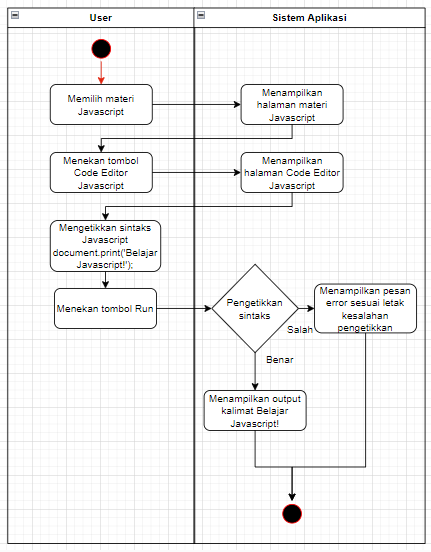 User
Sistem Aplikasi
Memilih materi
Javascript
Menampilkan
halaman materi
Javascript
Menekan tombol
Code Editor
Javascript
Menampilkan
halaman Code Editor
Javascript
Mengetikkan sintaks
Javascript
document.print('Belajar
Javascript!');
Menekan tombol Run
Pengetikkan
sintaks
Salah
Menampilkan pesan
error sesuai letak
kesalahan
pengetikkan
Benar
Menampilkan output
kalimat Belajar
Javascript!